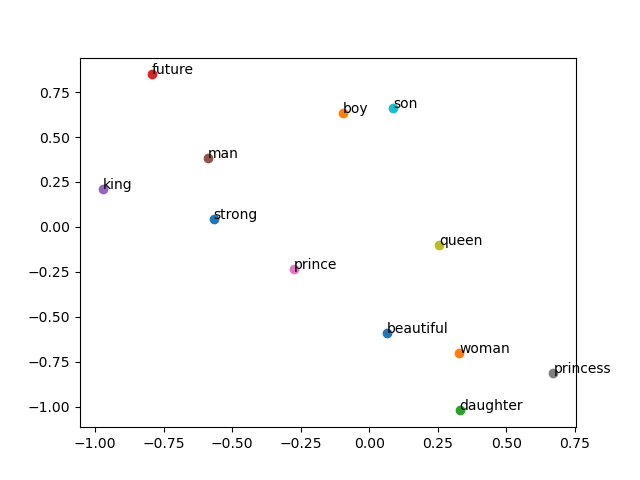 future
0.75
boy
son
0.50
man
0.25
king
strong
0.00
queen
prince
−0.25
−0.50
beautiful
woman
−0.75
princess
−1.00
daughter
−1.00
−0.75
−0.50
−0.25
0.00
0.25
0.50
0.75